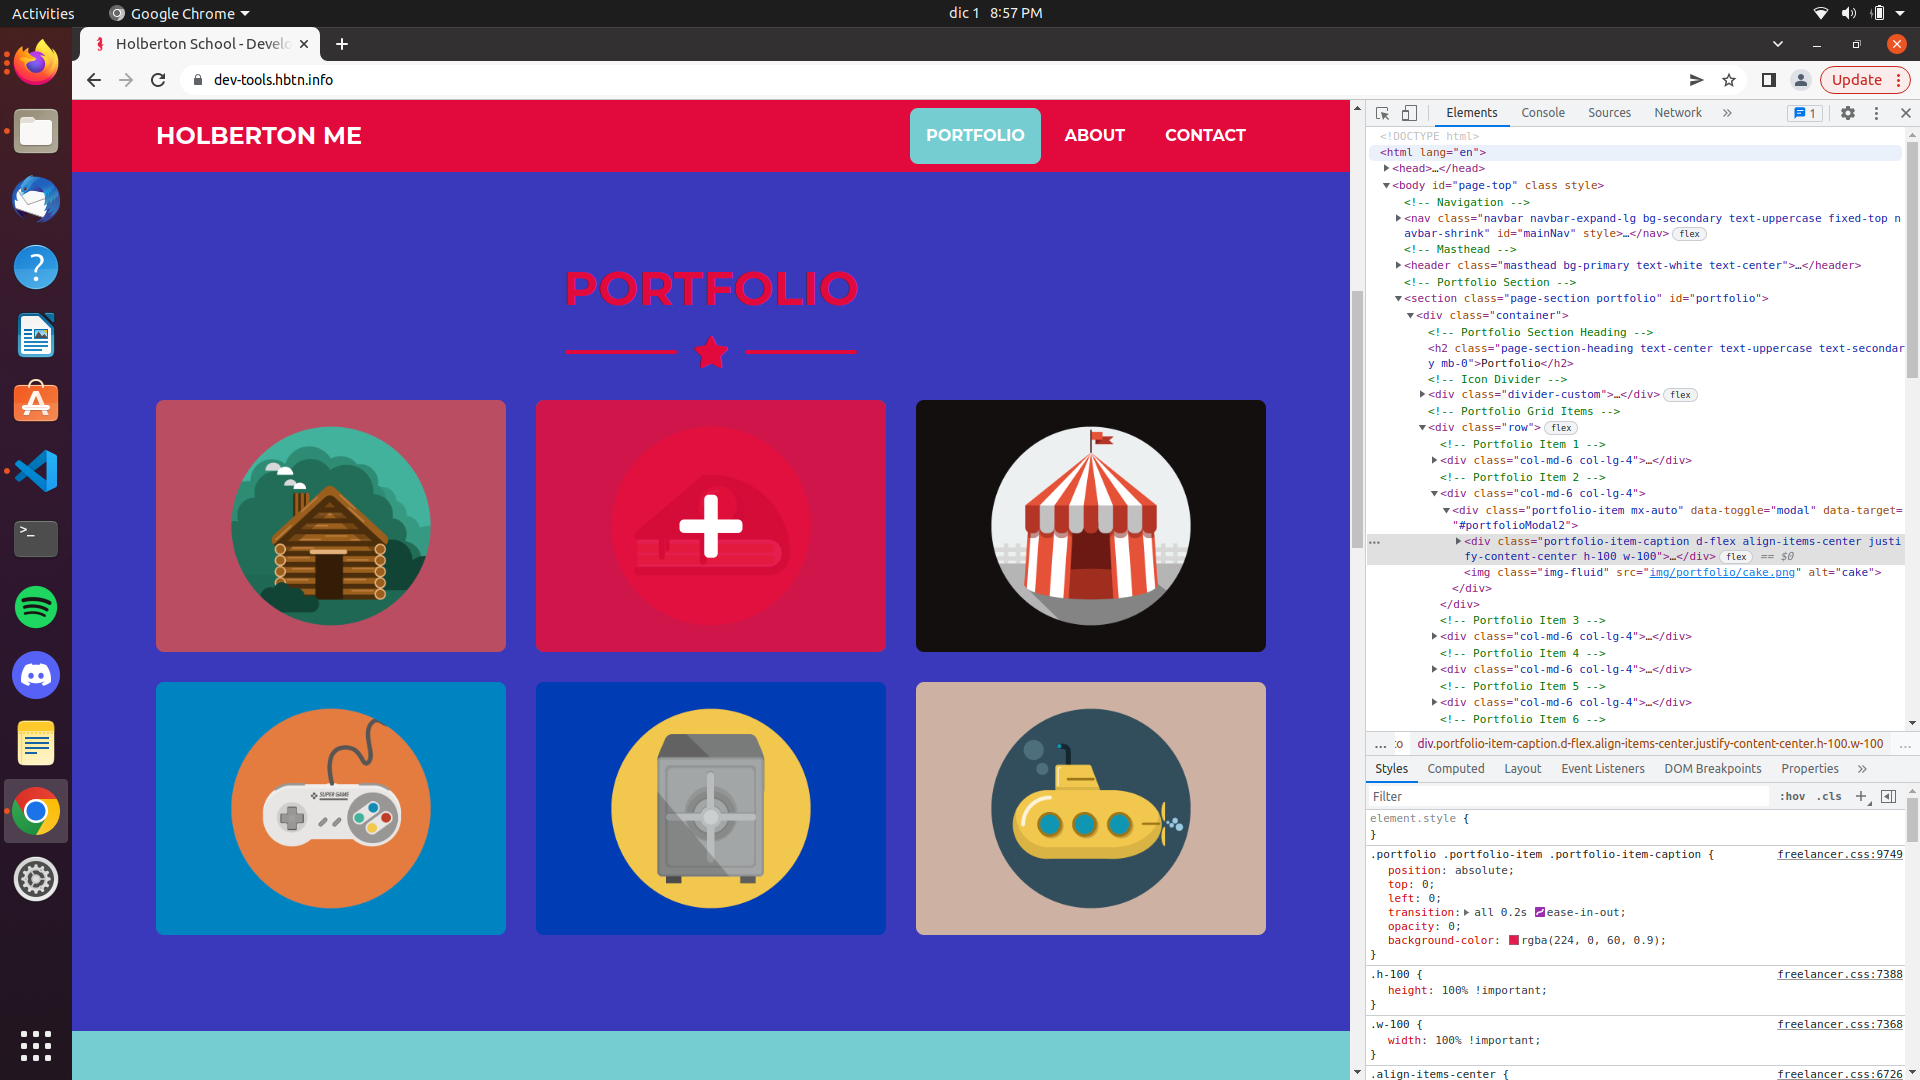 Activities
Google Chrome
dic 1 8:57 PM
Holberton School - Develo
dev-tools.hbtn.info
Update
HOLBERTON ME
PORTFOLIO
ABOUT
CONTACT
PORTFOLIO
SUPER GAME
Elements
Console
Sources
Network
1
<!DOCTYPE html>
<html lang="en">
<head>…</head>
<body id="page-top" class style>
<!-- Navigation -->
<nav class="navbar navbar-expand-lg bg-secondary text-uppercase fixed-top n
avbar-shrink" id="mainNav" style>…</nav> flex
<!-- Masthead -->
<header class="masthead bg-primary text-white text-center">…</header>
<!-- Portfolio Section -->
<section class="page-section portfolio" id="portfolio">
<div class="container">
<!-- Portfolio Section Heading -->
<h2 class="page-section-heading text-center text-uppercase text-secondar
y mb-0">Portfolio</h2>
<!-- Icon Divider -->
<div class="divider-custom">…</div> flex
<!-- Portfolio Grid Items -->
<div class="row"> flex
<!-- Portfolio Item 1 -->
<div class="col-md-6 col-lg-4">…</div>
<!-- Portfolio Item 2 -->
<div class="col-md-6 col-lg-4">
<div class="portfolio-item mx-auto" data-toggle="modal" data-target=
"#portfolioModal2">
<div class="portfolio-item-caption d-flex align-items-center justi
fy-content-center h-100 w-100">…</div> flex == $0
<img class="img-fluid" src="img/portfolio/cake.png" alt="cake">
</div>
</div>
<!-- Portfolio Item 3 -->
<div class="col-md-6 col-lg-4">…</div>
<!-- Portfolio Item 4 -->
<div class="col-md-6 col-lg-4">…</div>
<!-- Portfolio Item 5 -->
<div class="col-md-6 col-lg-4">…</div>
<!-- Portfolio Item 6 -->
… to div.portfolio-item-caption.d-flex.align-items-center.justify-content-center.h-100.w-100 …
Styles
Computed
Layout
Event Listeners
DOM Breakpoints
Properties
Filter
:hov .cls
element.style {
}
.portfolio .portfolio-item .portfolio-item-caption { freelancer.css:9749
position: absolute;
top: 0;
left: 0;
transition: all 0.2s ease-in-out;
opacity: 0;
background-color: rgba(224, 0, 60, 0.9);
}
.h-100 { freelancer.css:7388
height: 100% !important;
}
.w-100 { freelancer.css:7368
width: 100% !important;
}
.align-items-center { freelancer.css:6726